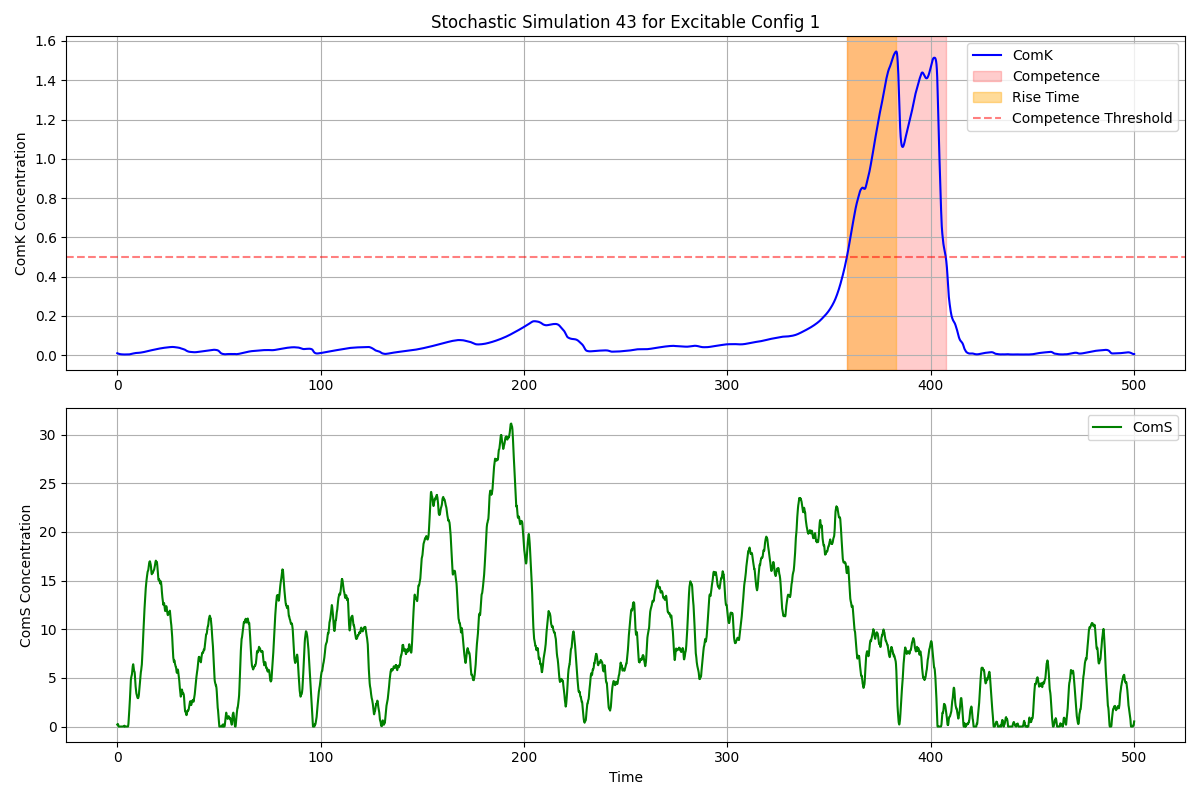 Stochastic Simulation 43 for Excitable Config 1
ComK Concentration
1.6
1.4
1.2
1.0
0.8
0.6
0.4
0.2
0.0
ComK
Competence
Rise Time
Competence Threshold
0 100 200 300 400 500
ComS Concentration
30
25
20
15
10
5
0
ComS
0 100 200 300 400 500
Time